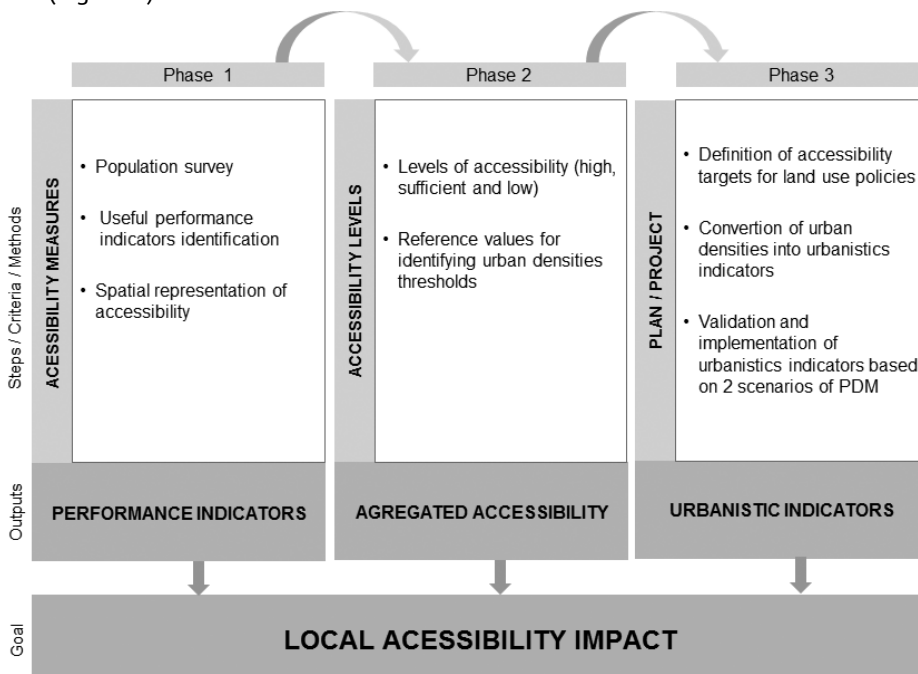 Phase 1
Phase 2
Phase 3
Steps / Criteria / Methods
ACESSIBILITY MEASURES
• Population survey
• Useful performance
indicators identification
• Spatial representation of
accessibility
ACCESSIBILITY LEVELS
• Levels of accessibility (high,
sufficient and low)
• Reference values for
identifying urban densities
thresholds
PLAN / PROJECT
• Definition of accessibility
targets for land use policies
• Convertion of urban
densities into urbanistics
indicators
• Validation and
implementation of
urbanistics indicators based
on 2 scenarios of PDM
Outputs
PERFORMANCE INDICATORS
AGREGATED ACCESSIBILITY
URBANISTIC INDICATORS
Goal
LOCAL ACESSIBILITY IMPACT